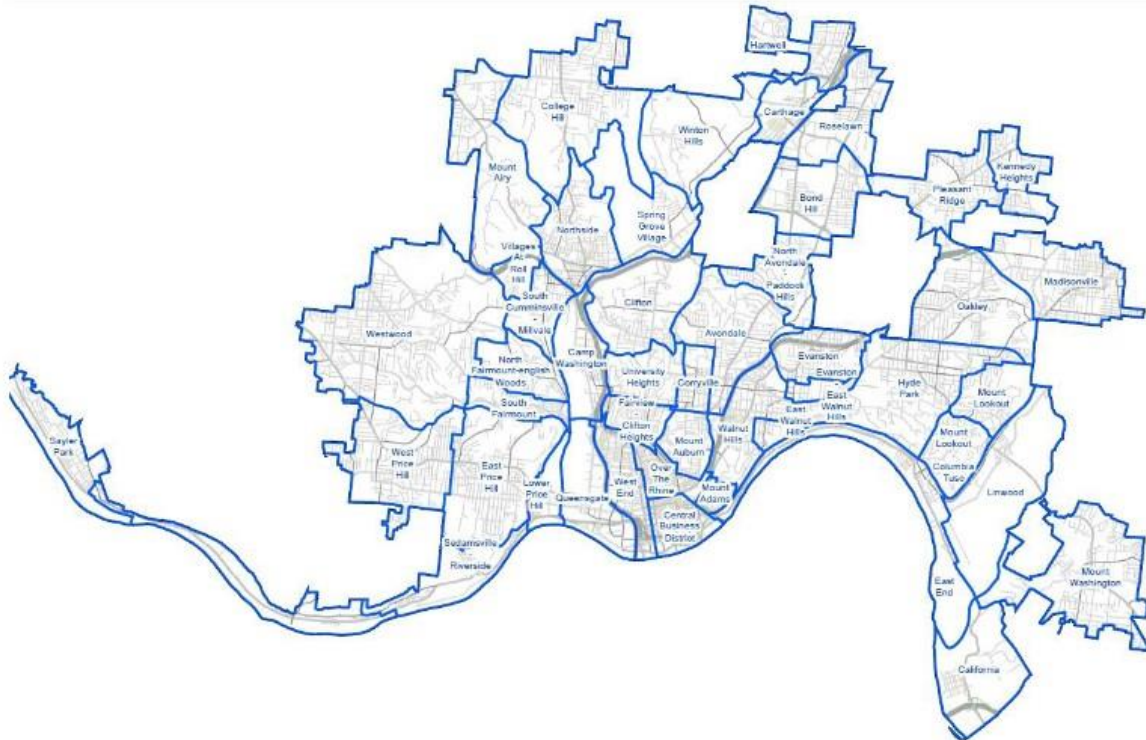 Hartwell
College
Hill
Carthage
Winton
Hills
Roselawn
Mount
Airy
Kennedy
Heights
Pleasant
Ridge
Bond
Hill
Spring
Grove
Village
Northside
Villages
At
Roll
Hill
North
Avondale
-
Paddock
Hills
Madisonville
Oakley
South
Cumminsville
-
Millvale
Clifton
Westwood
Avondale
Camp
Washington
Evanston
North
Fairmount-english
Woods
University
Heights
Corryville
Evanston
East
Walnut
Hills
Hyde
Park
Mount
Lookout
South
Fairmount
Fairview
-
Clifton
Heights
East
Walnut
Hills
Walnut
Hills
Mount
Auburn
Mount
Lookout
-
Columbia
Tusc
Sayler
Park
West
Price
Hill
East
Price
Hill
Lower
Price
Hill
Queensgate
West
End
Over
The
Rhine
Mount
Adams
Linwood
Central
Business
District
Sedamsville
-
Riverside
East
End
Mount
Washington
California